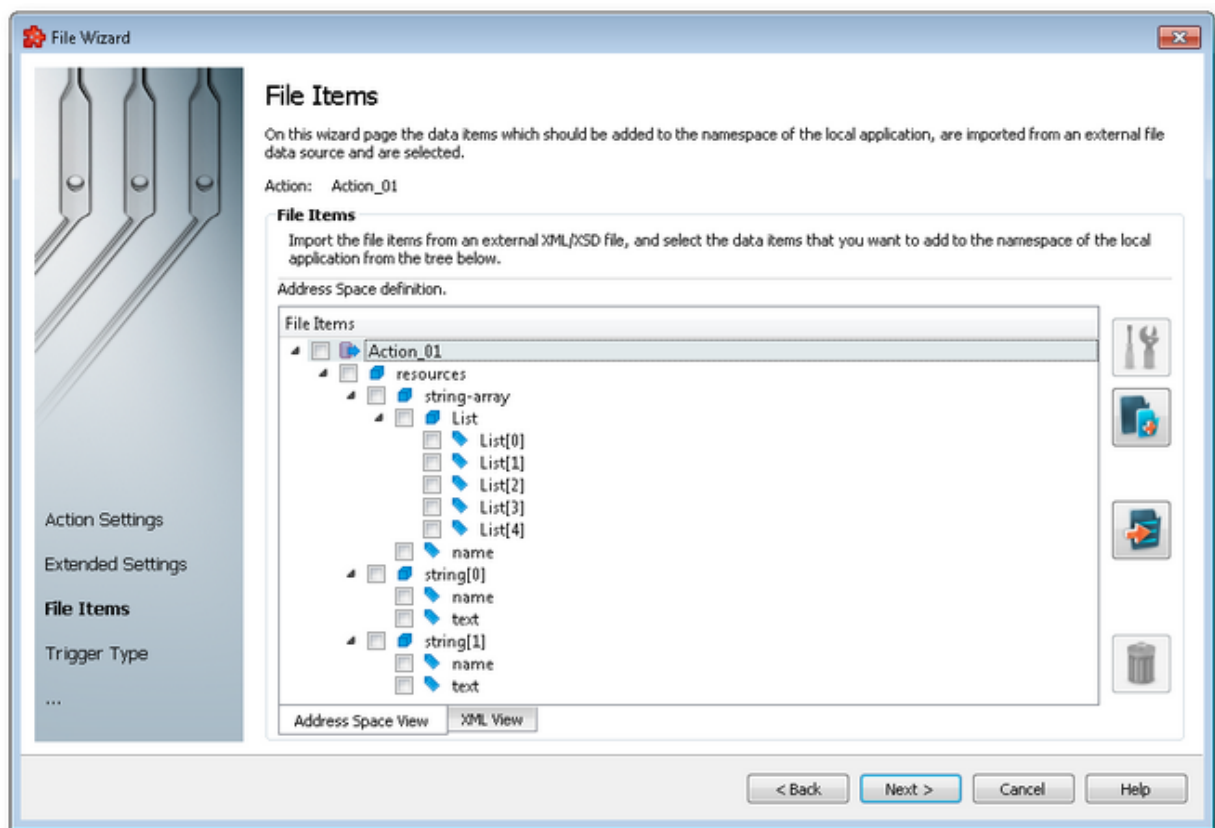 File Wizard
File Items
On this wizard page the data items which should be added to the namespace of the local application, are imported from an external file
data source and are selected.
Action: Action_01
File Items
Import the file items from an external XML/XSD file, and select the data items that you want to add to the namespace of the local
application from the tree below.
Address Space definition.
File Items
Action_01
resources
string-array
List
List[0]
List[1]
List[2]
List[3]
List[4]
name
string[0]
name
text
string[1]
name
text
Address Space View XML View
Action Settings
Extended Settings
File Items
Trigger Type
...
< Back Next > Cancel Help